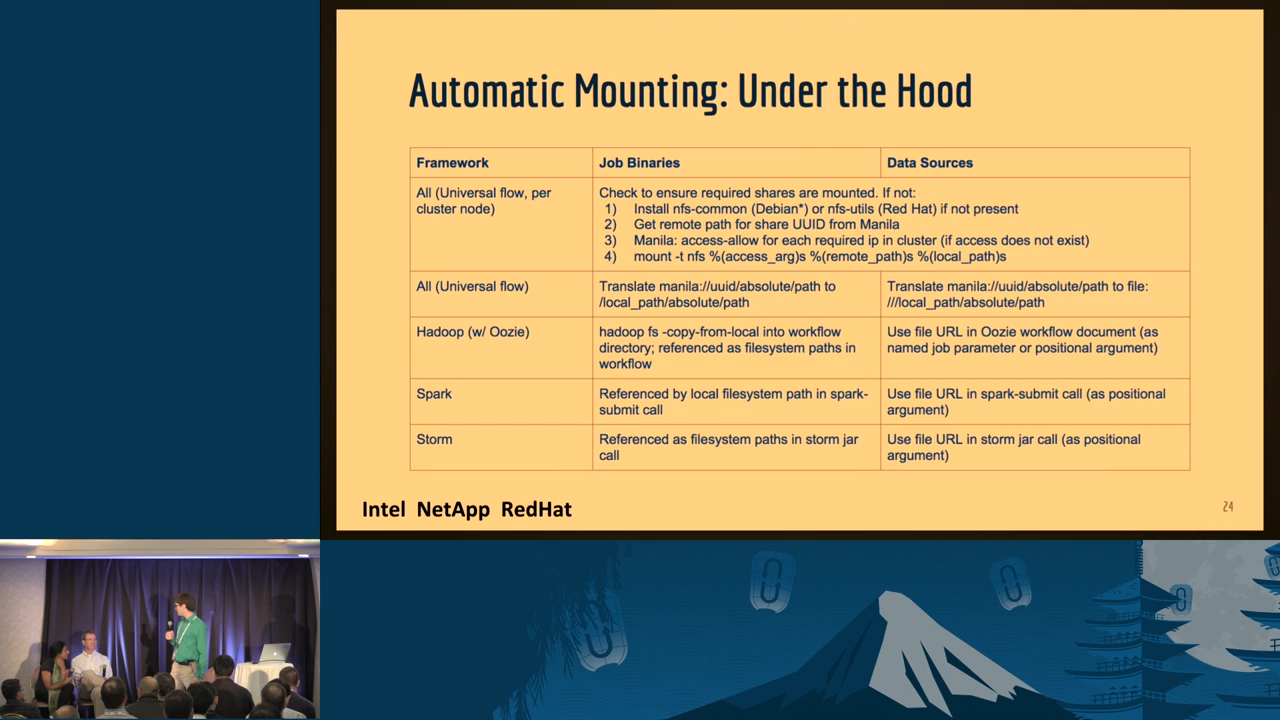 Automatic Mounting: Under the Hood
Framework
Job Binaries
Data Sources
All (Universal flow, per
cluster node)
Check to ensure required shares are mounted. If not:
1) Install nfs-common (Debian*) or nfs-utils (Red Hat) if not present
2) Get remote path for share UUID from Manila
3) Manila: access-allow for each required ip in cluster (if access does not exist)
4) mount -t nfs %(access_arg)s %(remote_path)s %(local_path)s
All (Universal flow)
Translate manila://uuid/absolute/path to
/local_path/absolute/path
Translate manila://uuid/absolute/path to file:
///local_path/absolute/path
Hadoop (w/ Oozie)
hadoop fs -copy-from-local into workflow
directory; referenced as filesystem paths in
workflow
Use file URL in Oozie workflow document (as
named job parameter or positional argument)
Spark
Referenced by local filesystem path in spark-
submit call
Use file URL in spark-submit call (as positional
argument)
Storm
Referenced as filesystem paths in storm jar
call
Use file URL in storm jar call (as positional
argument)
Intel NetApp RedHat
24